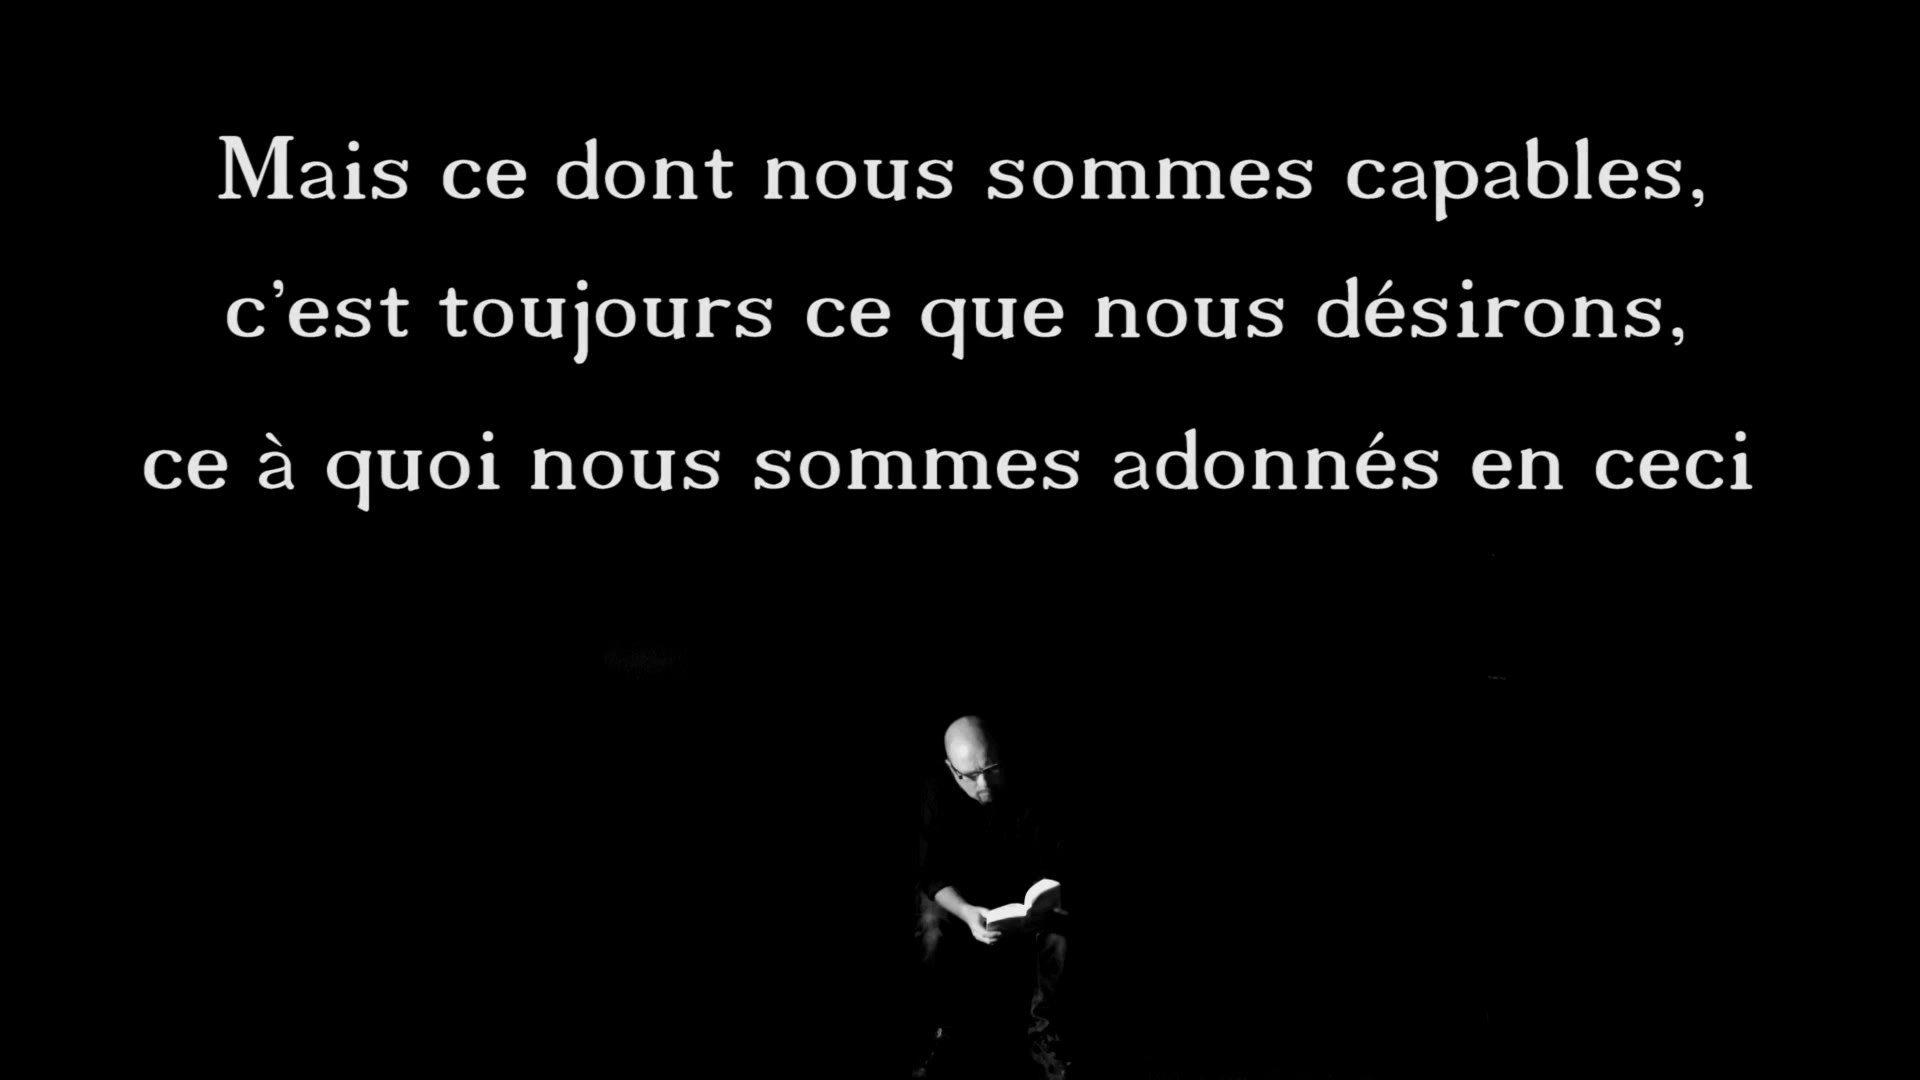 Mais ce dont nous sommes capables,
c’est toujours ce que nous désirons,
ce à quoi nous sommes adonnés en ceci